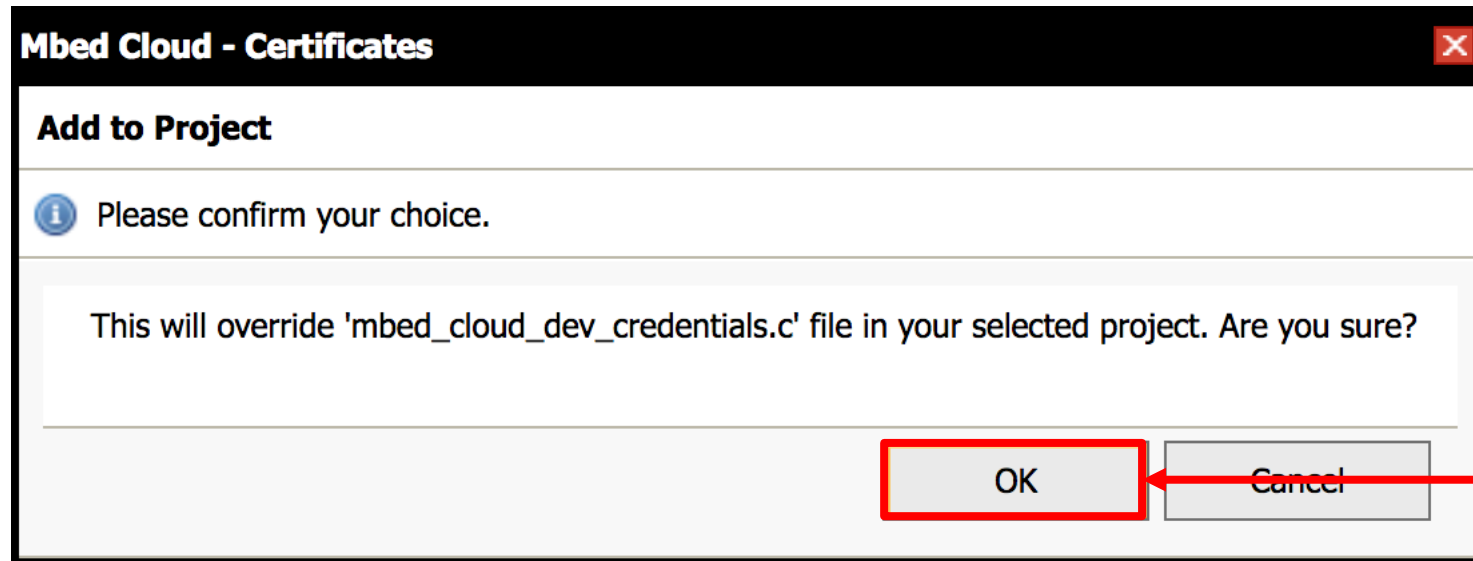 Mbed Cloud - Certificates
Add to Project
Please confirm your choice.
This will override 'mbed_cloud_dev_credentials.c' file in your selected project. Are you sure?
OK
Cancel